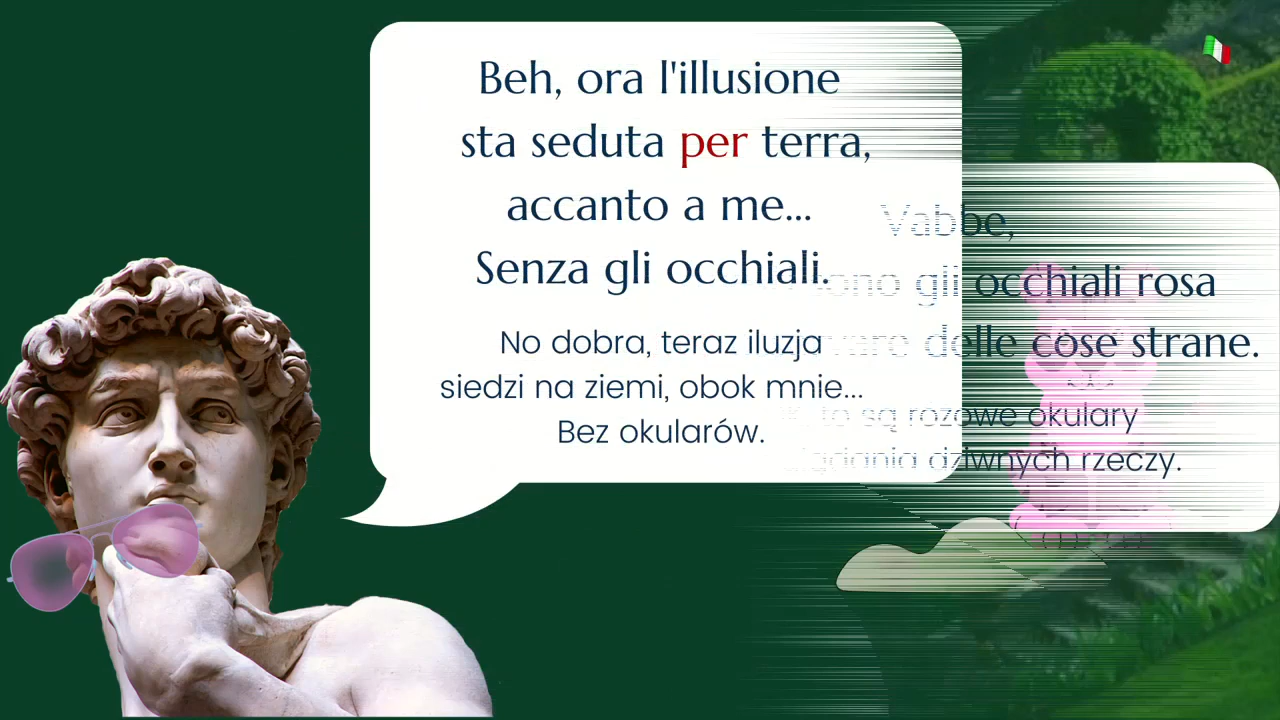 Beh, ora l'illusione
sta seduta per terra,
accanto a me...
Senza gli occhiali.
No dobra, teraz iluzja
siedzi na ziemi, obok mnie...
Bez okularów.
Vabbe,
gli occhiali rosa
delle cose strane.
to są rozowe okulary
dziwnych rzeczy.